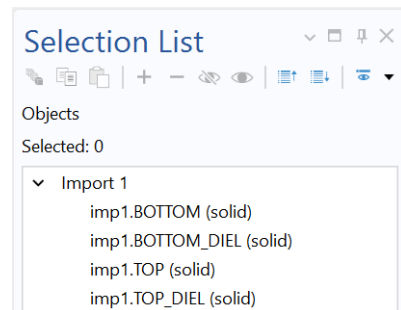 Selection List
Objects
Selected: 0
Import 1
imp1.BOTTOM (solid)
imp1.BOTTOM_DIEL (solid)
imp1.TOP (solid)
imp1.TOP_DIEL (solid)